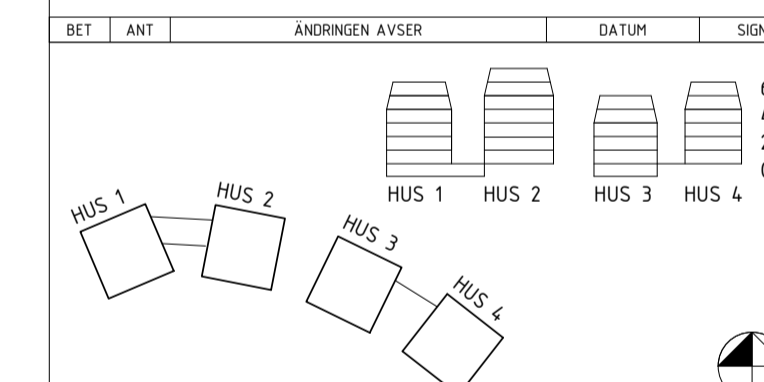 BET ANT ÄNDRINGEN AVSER DATUM SIGN
HUS 1 HUS 2 HUS 3 HUS 4
HUS 1
HUS 2
HUS 3
HUS 4